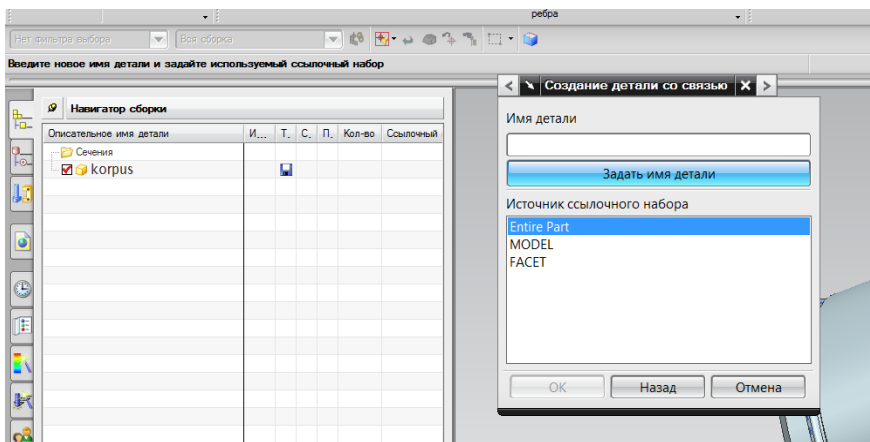 ребра
Нет фильтра выбора
Вся сборка
Введите новое имя детали и задайте используемый ссылочный набор
Навигатор сборки
Описательное имя детали И... Т. С. П. Кол-во Ссылочный
Сечения
korpus
< Создание детали со связью X >
Имя детали
Задать имя детали
Источник ссылочного набора
Entire Part
MODEL
FACET
OK Назад Отмена